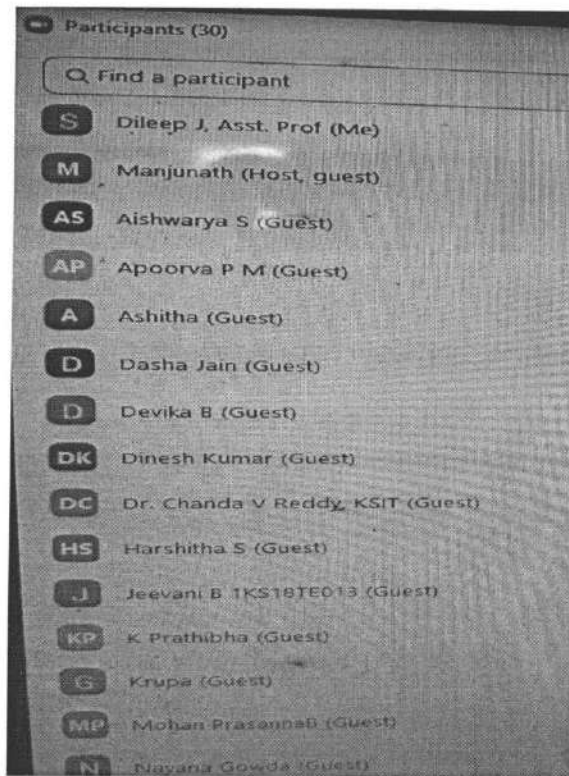 Participants (30)
Find a participant
S Dileep J, Asst. Prof (Me)
M Manjunath (Host, guest)
AS Aishwarya S (Guest)
AP Apoorva P M (Guest)
A Ashitha (Guest)
D Dasha Jain (Guest)
D Devika B (Guest)
DK Dinesh Kumar (Guest)
DC Dr. Chanda V Reddy, KSIT (Guest)
HS Harshitha S (Guest)
J Jeevani B 1KS18TE013 (Guest)
KP K Prathibha (Guest)
G Krupa (Guest)
MP Mohan PrasannaB (Guest)
N Nayana Gowda (Guest)